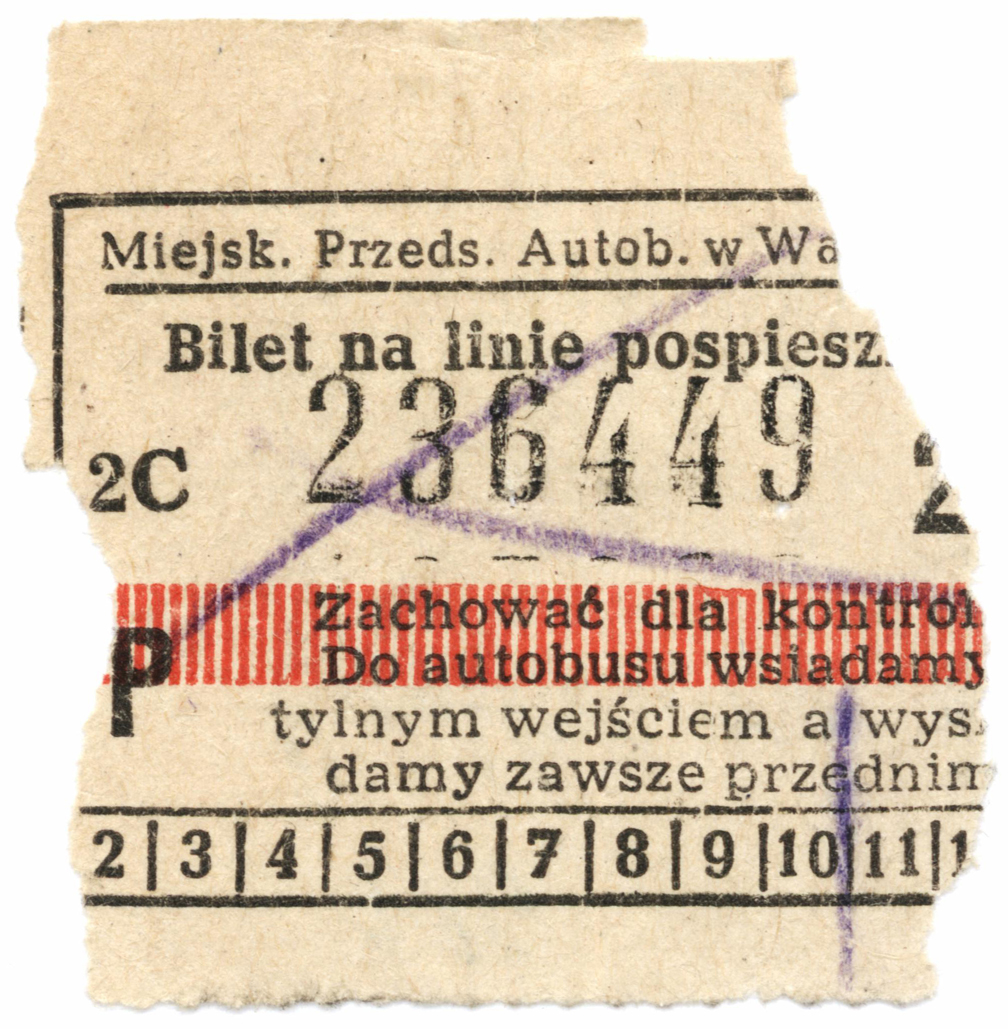 Miejsk. Przeds. Autob. w Wa
Bilet na linie pospiesz
236449
2C 2
P
Zachować dla kontrol
Do autobusu wsiadamy
tylnym wejściem a wys
damy zawsze przednim
2 | 3 | 4 | 5 | 6 | 7 | 8 | 9 | 10 | 11 | 1